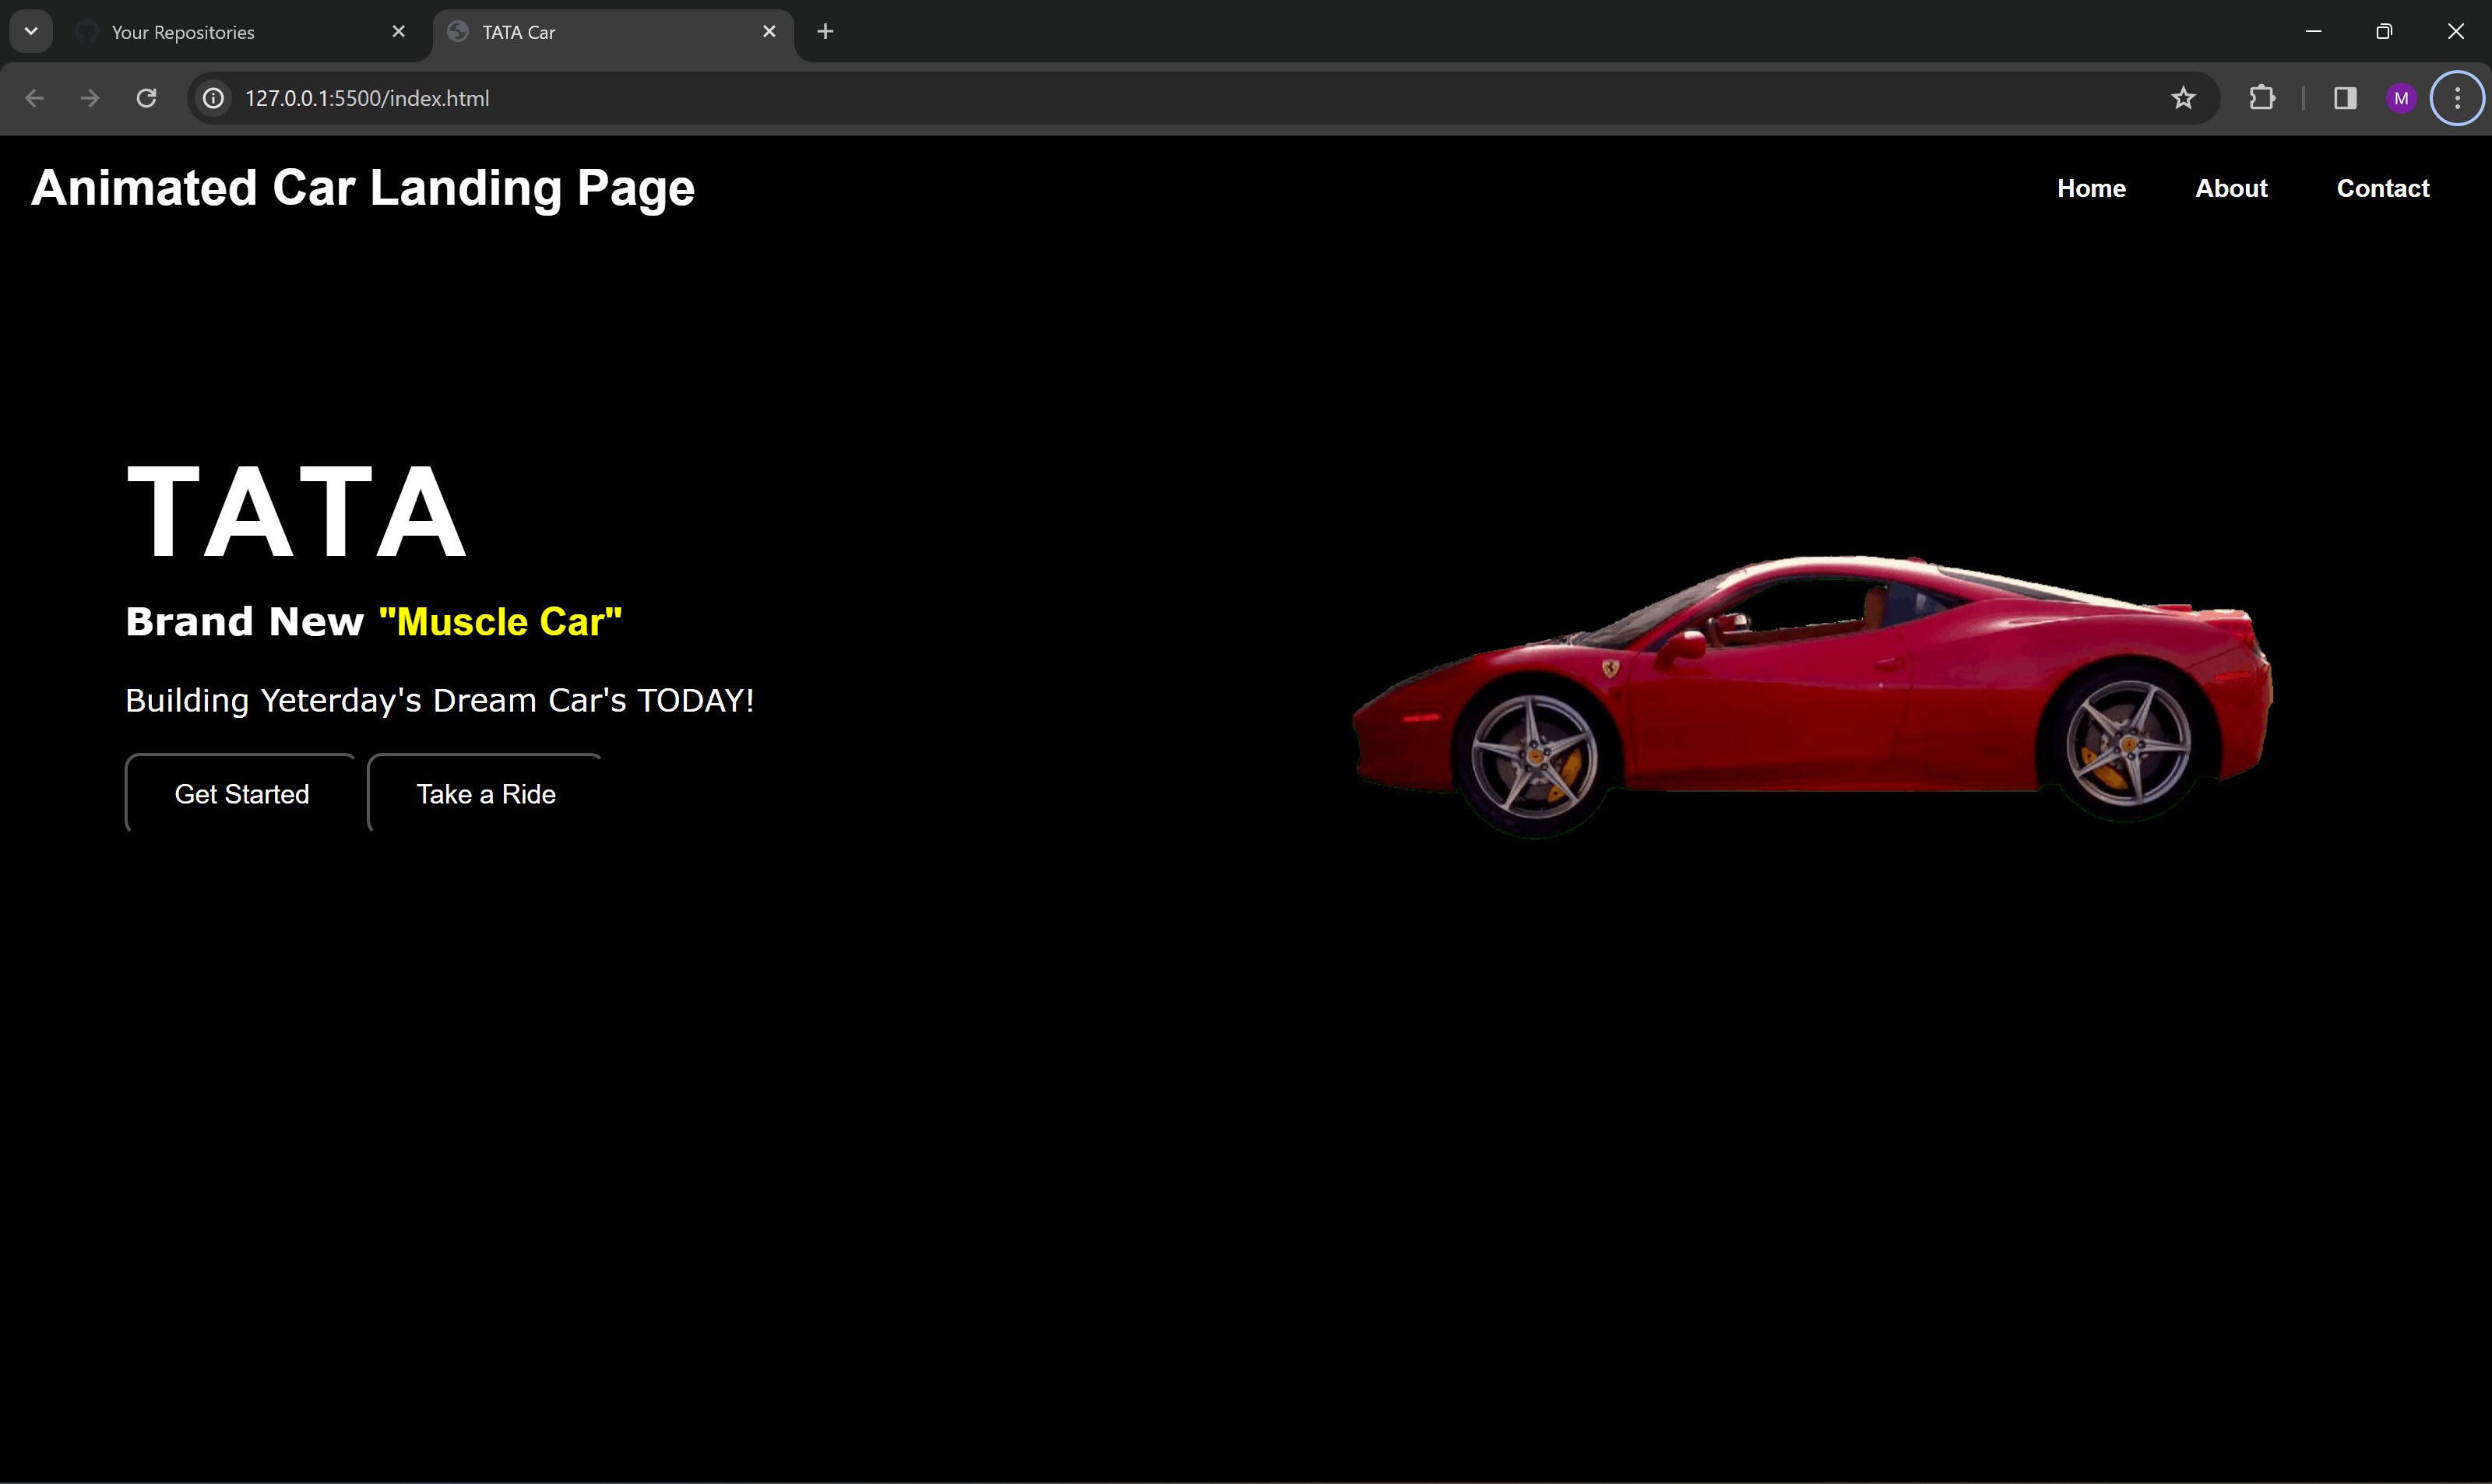 Your Repositories
TATA Car
127.0.0.1:5500/index.html
M
Animated Car Landing Page
Home
About
Contact
TATA
Brand New "Muscle Car"
Building Yeterday's Dream Car's TODAY!
Get Started
Take a Ride